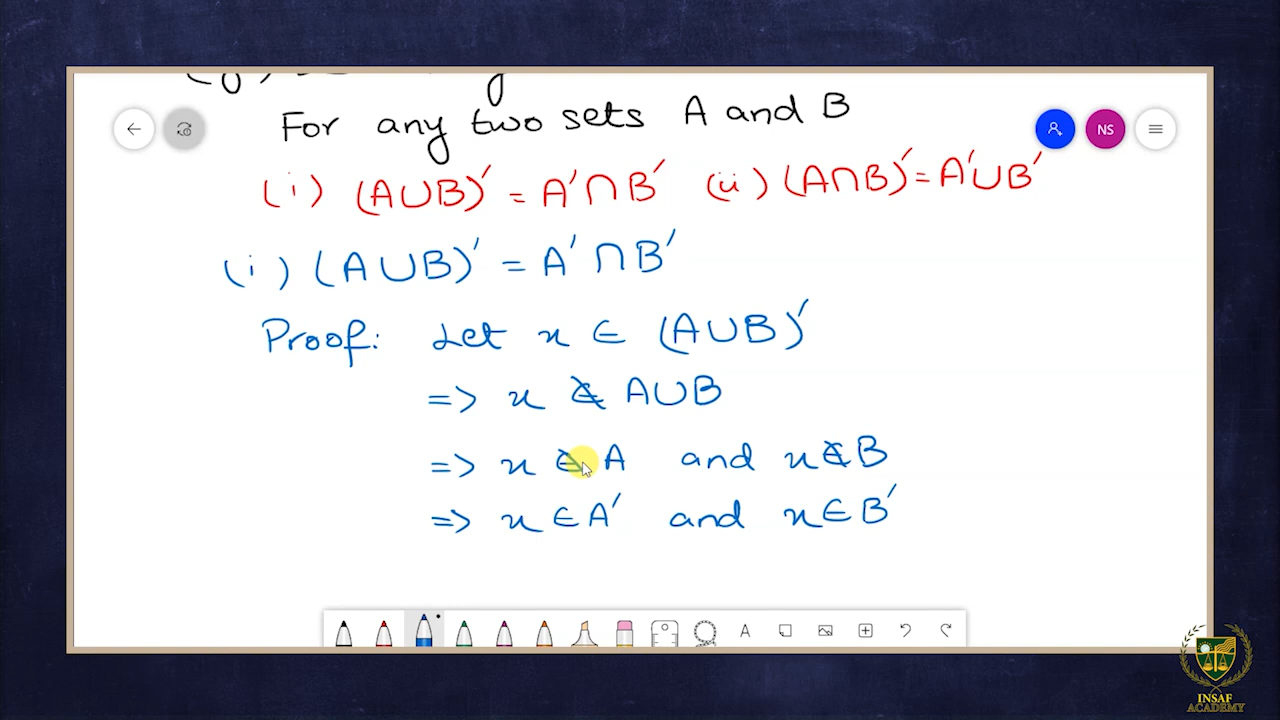 For any two sets A and B
(i) (A∪B)′ = A′∩B′ (ii) (A∩B)′ = A′∪B′
(i) (A∪B)′ = A′∩B′
Proof: Let x ∈ (A∪B)′
=> x ∉ A∪B
=> x ∉ A and x ∉ B
=> x ∈ A′ and x ∈ B′
NS
A
INSAF
ACADEMY